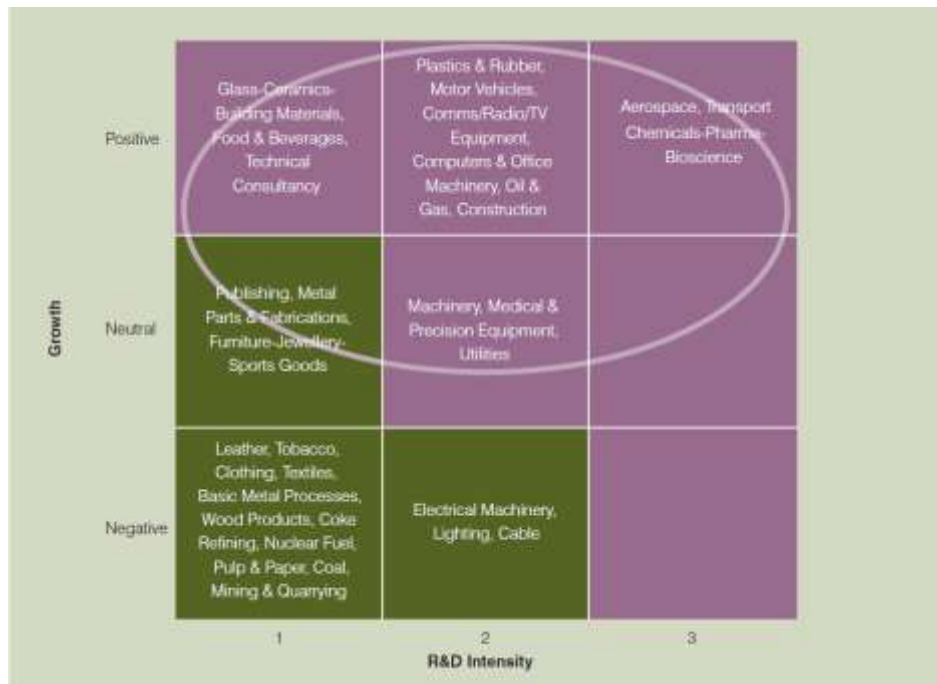 Growth
Positive
Glass-Ceramics-
Building Materials,
Food & Beverages,
Technical
Consultancy
Plastics & Rubber,
Motor Vehicles,
Comms/Radio/TV
Equipment,
Computers & Office
Machinery, Oil &
Gas, Construction
Aerospace, Transport
Chemicals-Pharma-
Bioscience
Neutral
Publishing, Metal
Parts & Fabrications,
Furniture-Jewellery-
Sports Goods
Machinery, Medical &
Precision Equipment,
Utilities
Negative
Leather, Tobacco,
Clothing, Textiles,
Basic Metal Processes,
Wood Products, Coke
Refining, Nuclear Fuel,
Pulp & Paper, Coal,
Mining & Quarrying
Electrical Machinery,
Lighting, Cable
1
2
3
R&D Intensity